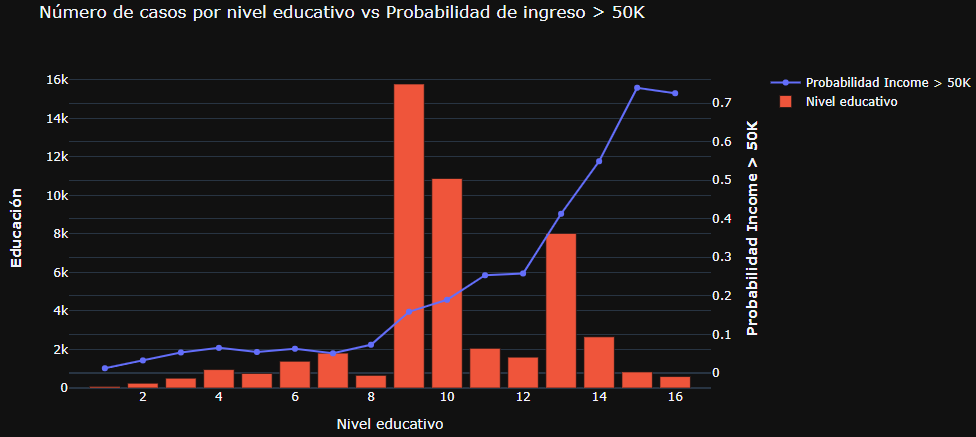 Número de casos por nivel educativo vs Probabilidad de ingreso > 50K
Probabilidad Income > 50K
Nivel educativo
16k
14k
12k
10k
8k
6k
4k
2k
0
Educación
0.7
0.6
0.5
0.4
0.3
0.2
0.1
0
Probabilidad Income > 50K
2 4 6 8 10 12 14 16
Nivel educativo